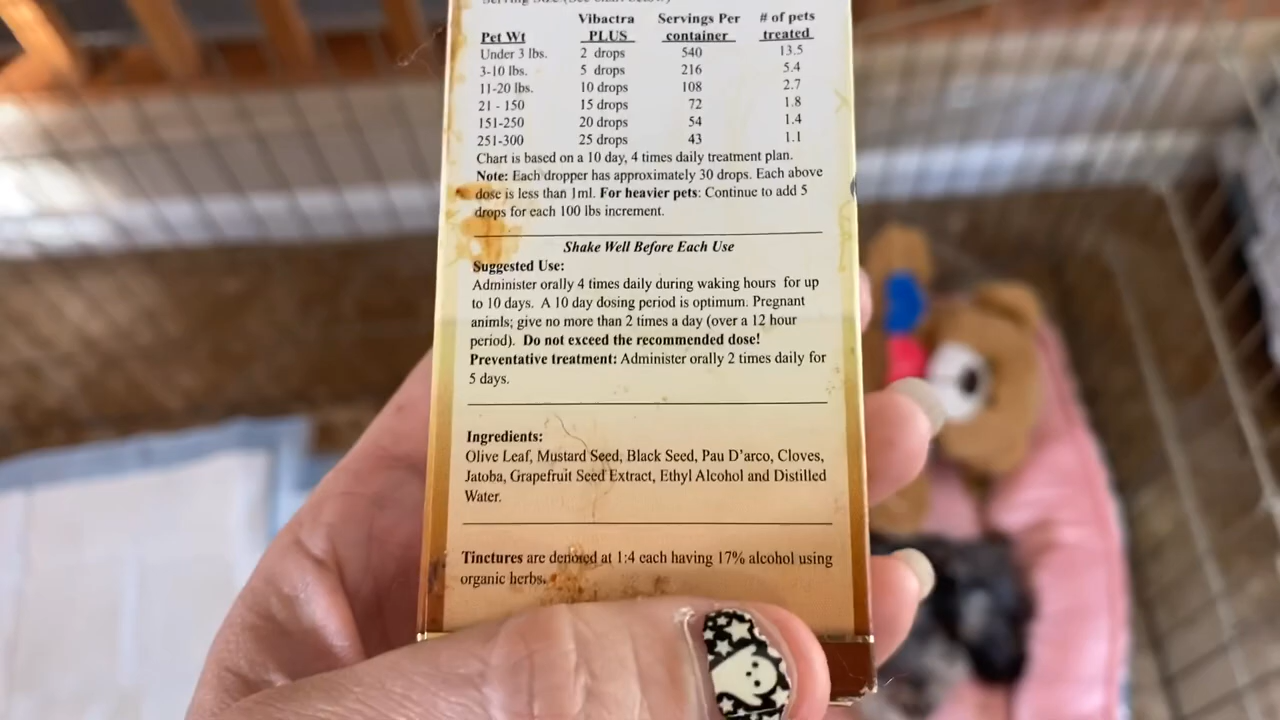 Vibactra Servings Per # of pets
Pet Wt PLUS container treated
Under 3 lbs. 2 drops 540 13.5
3-10 lbs. 5 drops 216 5.4
11-20 lbs. 10 drops 108 2.7
21 - 150 15 drops 72 1.8
151-250 20 drops 54 1.4
251-300 25 drops 43 1.1
Chart is based on a 10 day, 4 times daily treatment plan.
Note: Each dropper has approximately 30 drops. Each above
dose is less than 1ml. For heavier pets: Continue to add 5
drops for each 100 lbs increment.
Shake Well Before Each Use
Suggested Use:
Administer orally 4 times daily during waking hours for up
to 10 days. A 10 day dosing period is optimum. Pregnant
animls; give no more than 2 times a day (over a 12 hour
period). Do not exceed the recommended dose!
Preventative treatment: Administer orally 2 times daily for
5 days.
Ingredients:
Olive Leaf, Mustard Seed, Black Seed, Pau D’arco, Cloves,
Jatoba, Grapefruit Seed Extract, Ethyl Alcohol and Distilled
Water.
Tinctures are denoted at 1:4 each having 17% alcohol using
organic herbs.